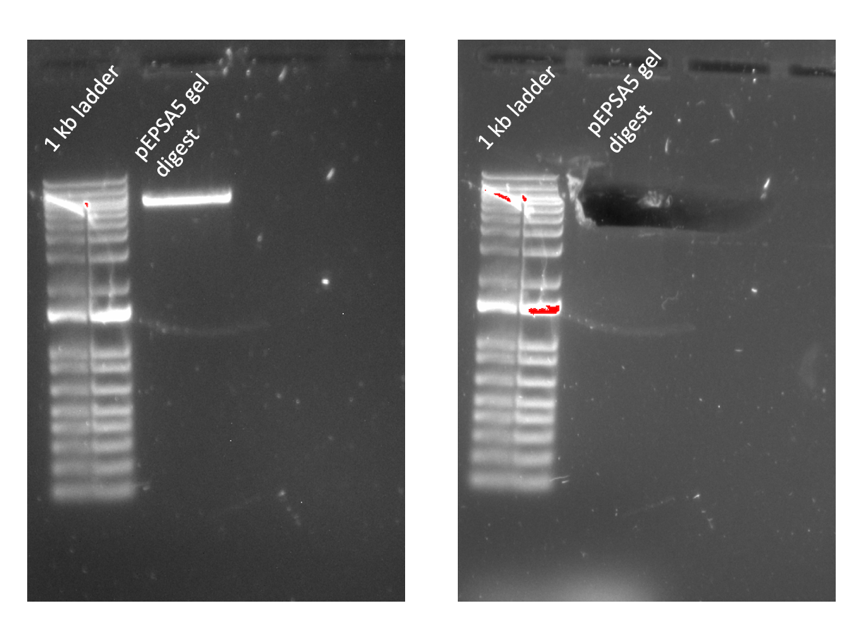 1 kb ladder
pEPSA5 gel
digest
1 kb ladder
pEPSA5 gel
digest